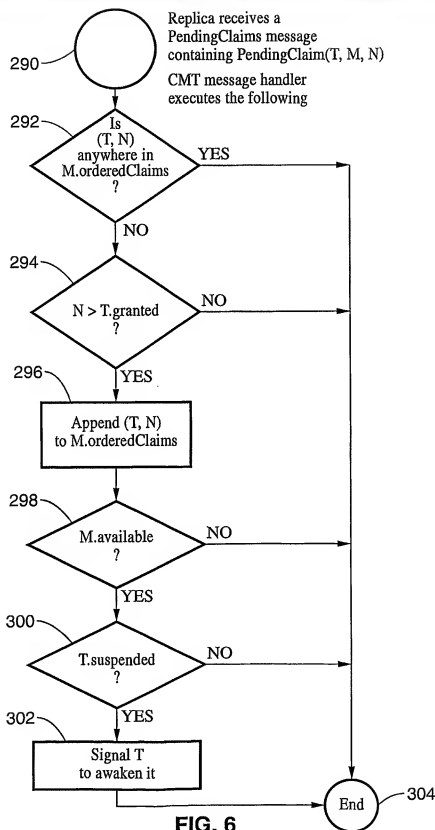 Replica receives a
PendingClaims message
containing PendingClaim(T, M, N)
CMT message handler
executes the following
290
292
Is
(T, N)
anywhere in
M.orderedClaims
?
YES
NO
294
N > T.granted
?
NO
YES
296
Append (T, N)
to M.orderedClaims
298
M.available
?
NO
YES
300
T.suspended
?
NO
YES
302
Signal T
to awaken it
End
304
FIG. 6